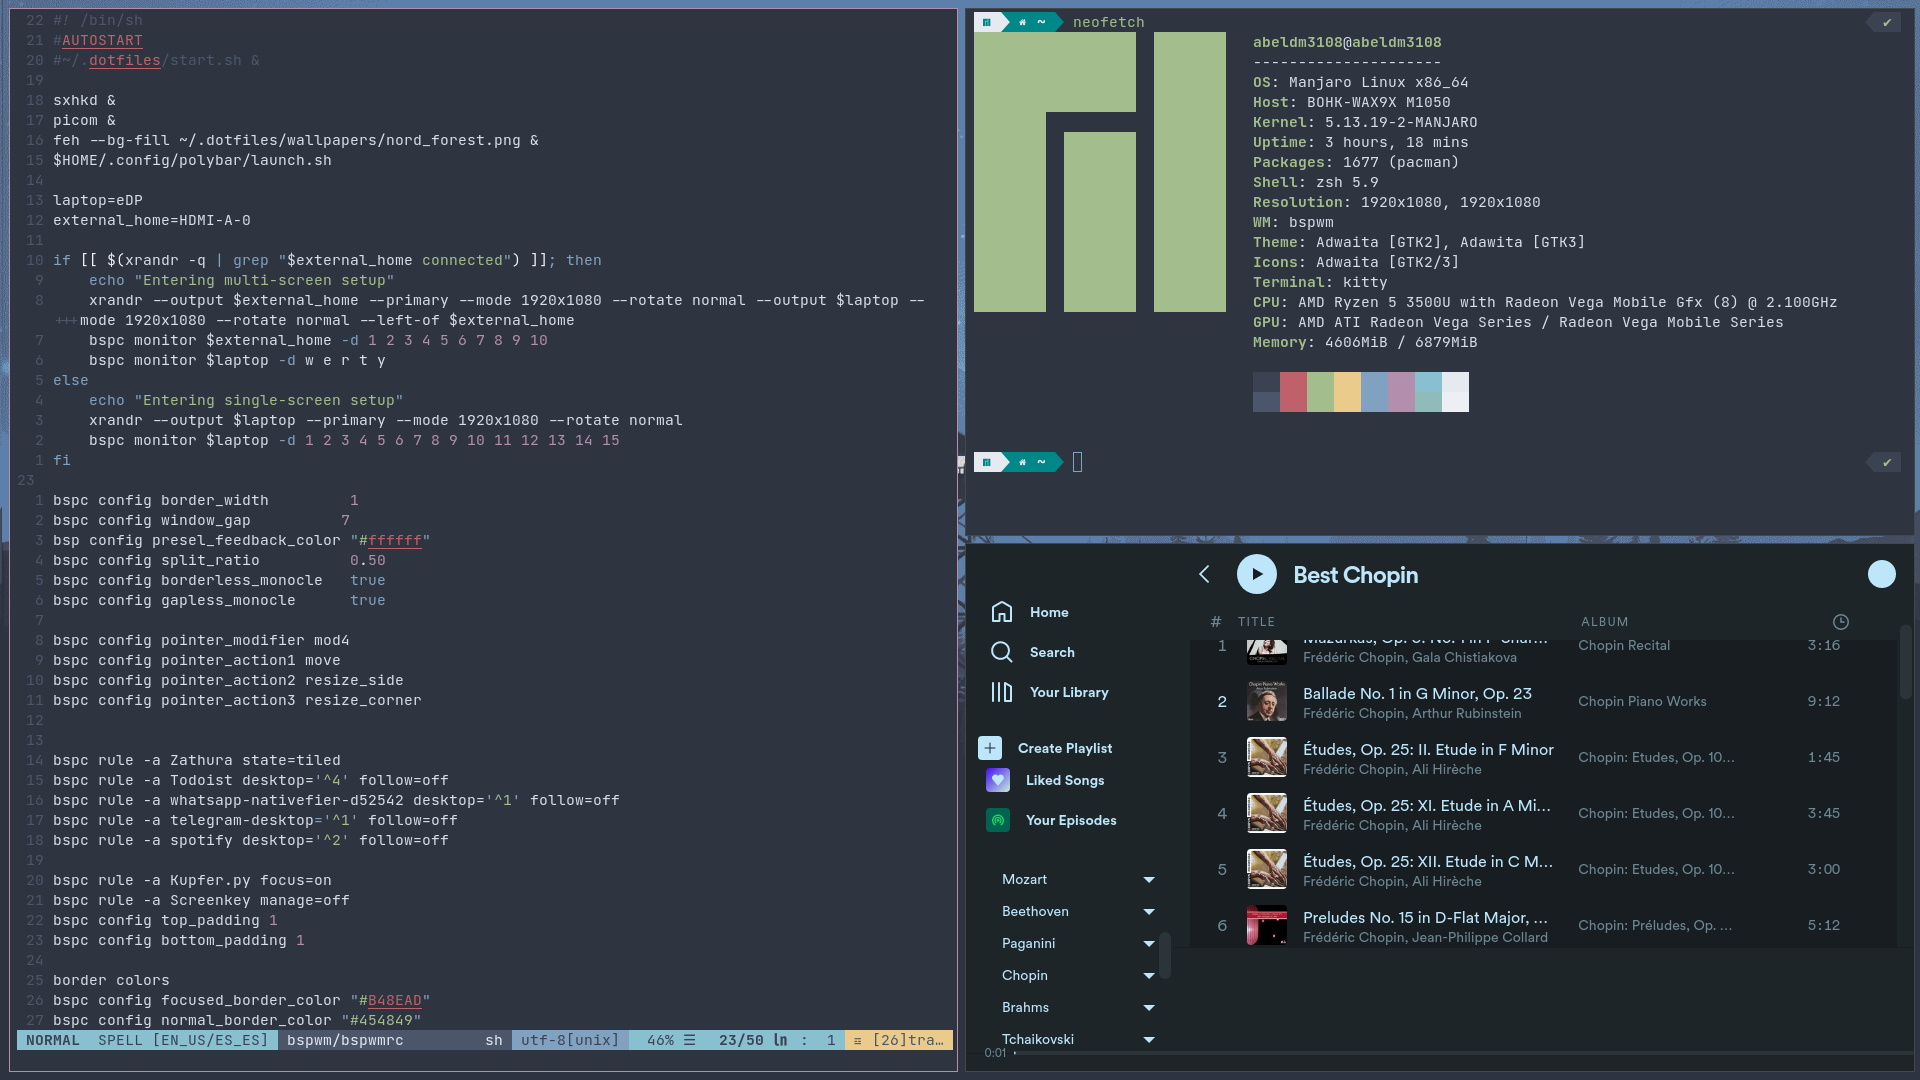 22 #! /bin/sh
21 #AUTOSTART
20 #~/.dotfiles/start.sh &
19
18 sxhkd &
17 picom &
16 feh --bg-fill ~/.dotfiles/wallpapers/nord_forest.png &
15 $HOME/.config/polybar/launch.sh
14
13 laptop=eDP
12 external_home=HDMI-A-0
11
10 if [[ $(xrandr -q | grep "$external_home connected") ]]; then
9 echo "Entering multi-screen setup"
8 xrandr --output $external_home --primary --mode 1920x1080 --rotate normal --output $laptop --
+++mode 1920x1080 --rotate normal --left-of $external_home
7 bspc monitor $external_home -d 1 2 3 4 5 6 7 8 9 10
6 bspc monitor $laptop -d w e r t y
5 else
4 echo "Entering single-screen setup"
3 xrandr --output $laptop --primary --mode 1920x1080 --rotate normal
2 bspc monitor $laptop -d 1 2 3 4 5 6 7 8 9 10 11 12 13 14 15
1 fi
23
1 bspc config border_width 1
2 bspc config window_gap 7
3 bsp config presel_feedback_color "#ffffff"
4 bspc config split_ratio 0.50
5 bspc config borderless_monocle true
6 bspc config gapless_monocle true
7
8 bspc config pointer_modifier mod4
9 bspc config pointer_action1 move
10 bspc config pointer_action2 resize_side
11 bspc config pointer_action3 resize_corner
12
13
14 bspc rule -a Zathura state=tiled
15 bspc rule -a Todoist desktop='^4' follow=off
16 bspc rule -a whatsapp-nativefier-d52542 desktop='^1' follow=off
17 bspc rule -a telegram-desktop='^1' follow=off
18 bspc rule -a spotify desktop='^2' follow=off
19
20 bspc rule -a Kupfer.py focus=on
21 bspc rule -a Screenkey manage=off
22 bspc config top_padding 1
23 bspc config bottom_padding 1
24
25 border colors
26 bspc config focused_border_color "#B48EAD"
27 bspc config normal_border_color "#454849"
NORMAL SPELL [EN_US/ES_ES] bspwm/bspwmrc sh utf-8[unix] 46% ☰ 23/50 ln : 1 ☲ [26]tra…
~ neofetch ✔
abeldm3108@abeldm3108
---------------------
OS: Manjaro Linux x86_64
Host: BOHK-WAX9X M1050
Kernel: 5.13.19-2-MANJARO
Uptime: 3 hours, 18 mins
Packages: 1677 (pacman)
Shell: zsh 5.9
Resolution: 1920x1080, 1920x1080
WM: bspwm
Theme: Adwaita [GTK2], Adawita [GTK3]
Icons: Adwaita [GTK2/3]
Terminal: kitty
CPU: AMD Ryzen 5 3500U with Radeon Vega Mobile Gfx (8) @ 2.100GHz
GPU: AMD ATI Radeon Vega Series / Radeon Vega Mobile Series
Memory: 4606MiB / 6879MiB
~ ✔
Home
Search
Your Library
Create Playlist
Liked Songs
Your Episodes
Mozart
Beethoven
Paganini
Chopin
Brahms
Tchaikovski
0:01
Best Chopin
# TITLE ALBUM
1 Mazurkas, Op. 6: No. 1 in F-Shar… Chopin Recital 3:16
Frédéric Chopin, Gala Chistiakova
2 Ballade No. 1 in G Minor, Op. 23 Chopin Piano Works 9:12
Frédéric Chopin, Arthur Rubinstein
3 Études, Op. 25: II. Etude in F Minor Chopin: Etudes, Op. 10… 1:45
Frédéric Chopin, Ali Hirèche
4 Études, Op. 25: XI. Etude in A Mi… Chopin: Etudes, Op. 10… 3:45
Frédéric Chopin, Ali Hirèche
5 Études, Op. 25: XII. Etude in C M… Chopin: Etudes, Op. 10… 3:00
Frédéric Chopin, Ali Hirèche
6 Preludes No. 15 in D-Flat Major, … Chopin: Préludes, Op. … 5:12
Frédéric Chopin, Jean-Philippe Collard